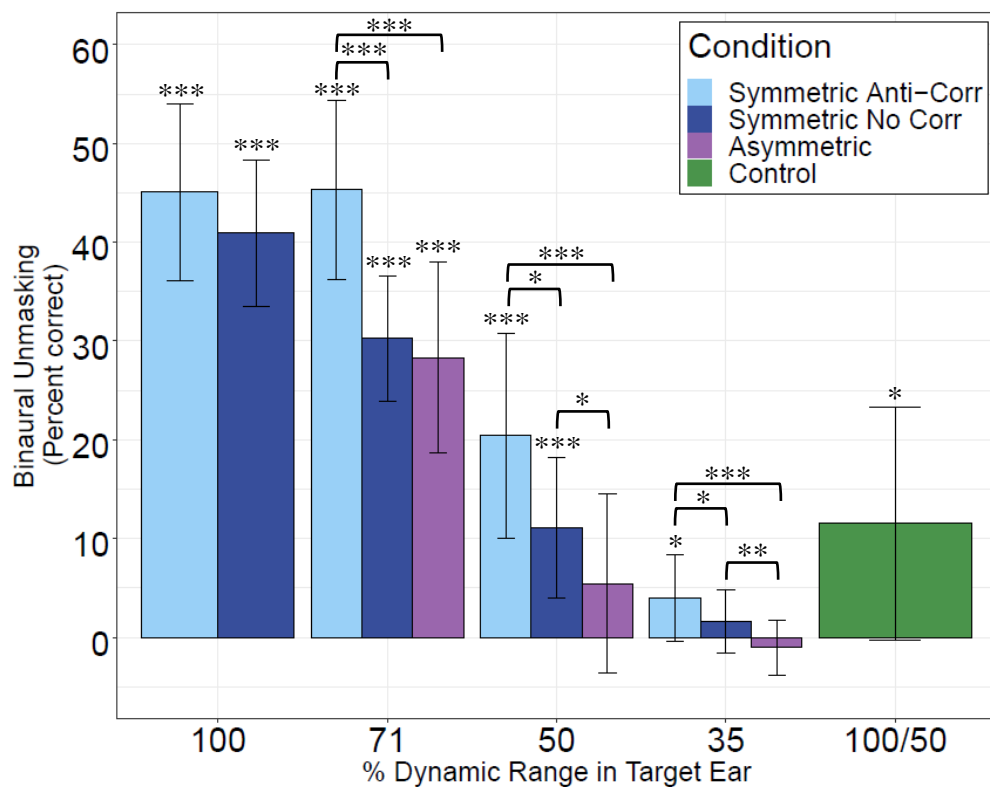 60
50
40
30
20
10
0
Binaural Unmasking
(Percent correct)
***
***
***
***
***
***
***
***
***
*
***
*
***
*
***
*
**
*
Condition
Symmetric Anti−Corr
Symmetric No Corr
Asymmetric
Control
100 71 50 35 100/50
% Dynamic Range in Target Ear